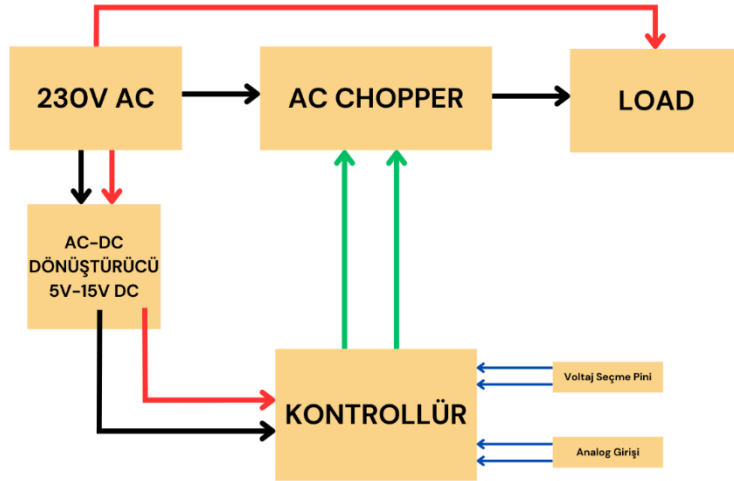 230V AC
AC CHOPPER
LOAD
AC-DC
DÖNÜŞTÜRÜCÜ
5V-15V DC
KONTROLLÜR
Voltaj Seçme Pini
Analog Girişi